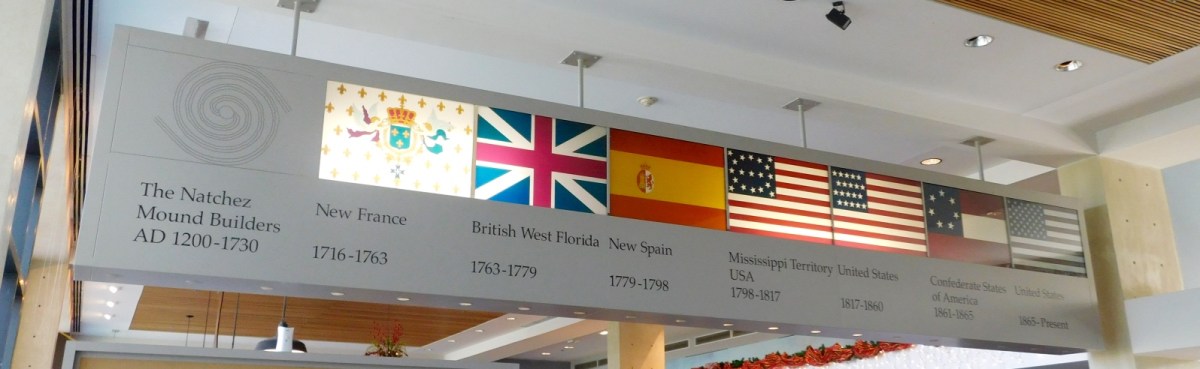 The Natchez
Mound Builders
AD 1200-1730
New France
1716-1763
British West Florida
1763-1779
New Spain
1779-1798
Mississippi Territory
USA
1798-1817
United States
1817-1860
Confederate States
of America
1861-1865
United States
1865-Present